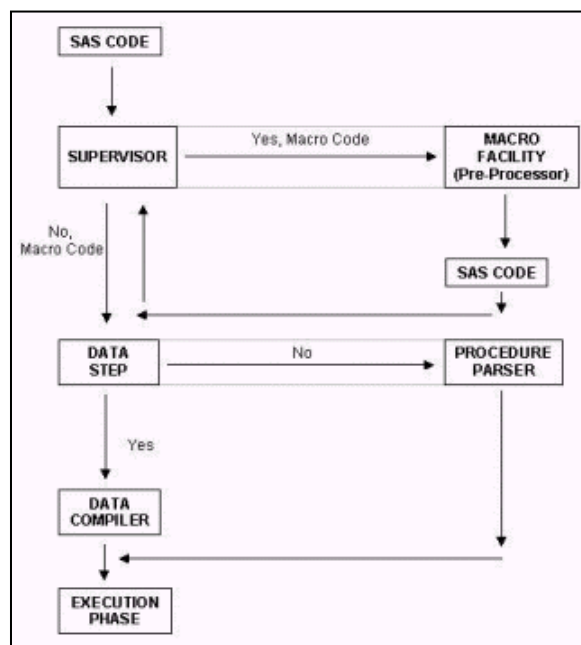 SAS CODE
SUPERVISOR
Yes, Macro Code
MACRO
FACILITY
(Pre-Processor)
No,
Macro Code
SAS CODE
DATA
STEP
No
PROCEDURE
PARSER
Yes
DATA
COMPILER
EXECUTION
PHASE